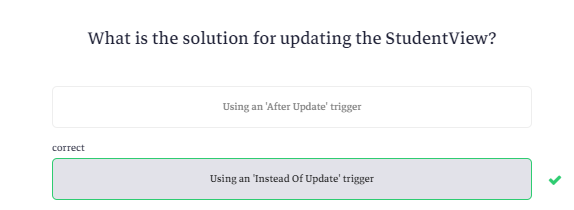 What is the solution for updating the StudentView?
Using an 'After Update' trigger
correct
Using an 'Instead Of Update' trigger